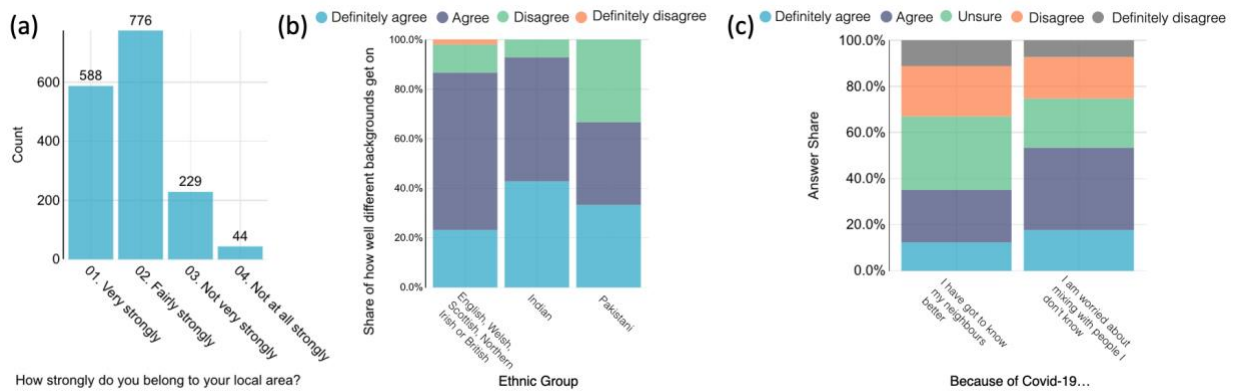 (a)
Count
600
400
200
0
588
776
229
44
01. Very strongly
02. Fairly strongly
03. Not very strongly
04. Not at all strongly
How strongly do you belong to your local area?
(b)
Definitely agree Agree Disagree Definitely disagree
Share of how well different backgrounds get on
100.0%
80.0%
60.0%
40.0%
20.0%
0.0%
English, Welsh,
Scottish, Northern
Irish or British
Indian
Pakistani
Ethnic Group
(c)
Definitely agree Agree Unsure Disagree Definitely disagree
Answer Share
100.0%
80.0%
60.0%
40.0%
20.0%
0.0%
I have got to know
my neighbours
better
I am worried about
mixing with people I
don't know
Because of Covid-19...